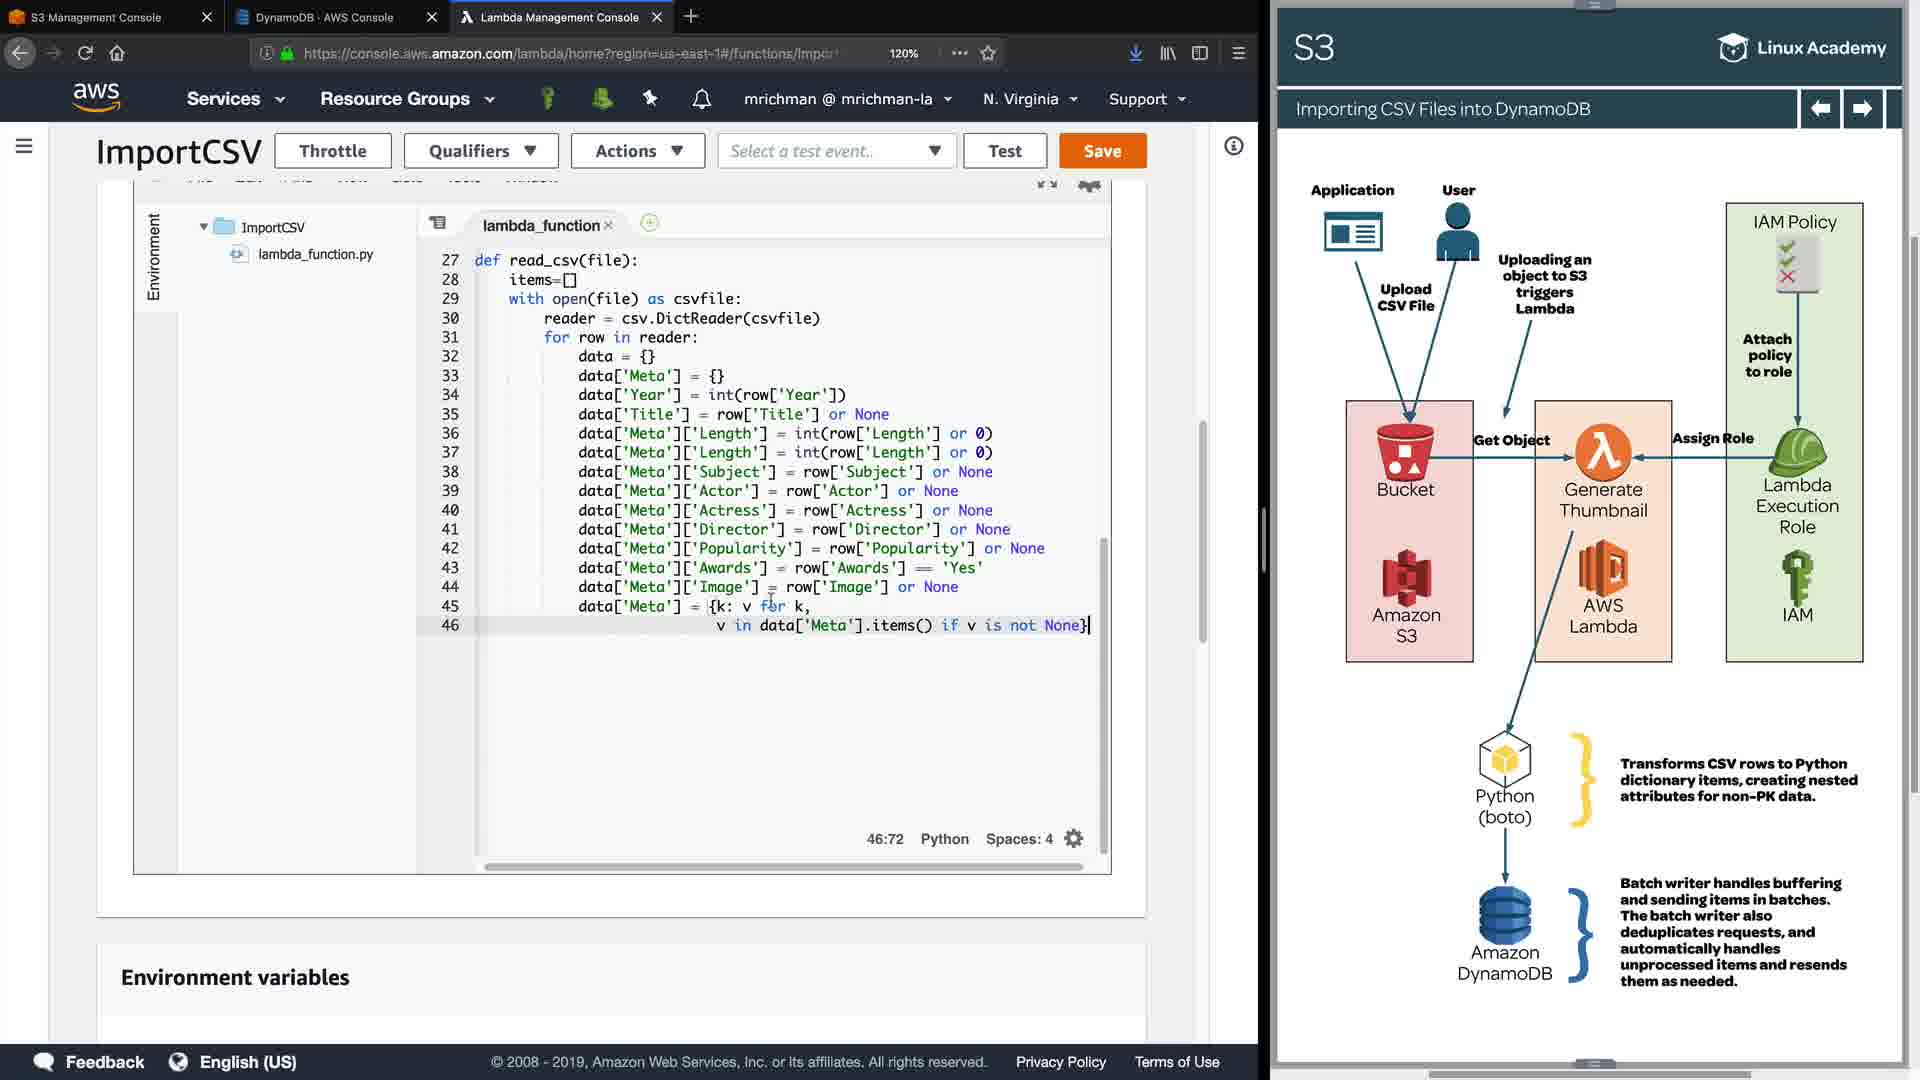 S3 Management Console
DynamoDB · AWS Console
Lambda Management Console
https://console.aws.amazon.com/lambda/home?region=us-east-1#/functions/Impor
120%
aws
Services
Resource Groups
mrichman @ mrichman-la
N. Virginia
Support
ImportCSV
Throttle
Qualifiers
Actions
Select a test event..
Test
Save
Environment
ImportCSV
lambda_function.py
lambda_function
27 def read_csv(file):
28 items=[]
29 with open(file) as csvfile:
30 reader = csv.DictReader(csvfile)
31 for row in reader:
32 data = {}
33 data['Meta'] = {}
34 data['Year'] = int(row['Year'])
35 data['Title'] = row['Title'] or None
36 data['Meta']['Length'] = int(row['Length'] or 0)
37 data['Meta']['Length'] = int(row['Length'] or 0)
38 data['Meta']['Subject'] = row['Subject'] or None
39 data['Meta']['Actor'] = row['Actor'] or None
40 data['Meta']['Actress'] = row['Actress'] or None
41 data['Meta']['Director'] = row['Director'] or None
42 data['Meta']['Popularity'] = row['Popularity'] or None
43 data['Meta']['Awards'] = row['Awards'] == 'Yes'
44 data['Meta']['Image'] = row['Image'] or None
45 data['Meta'] = {k: v for k,
46 v in data['Meta'].items() if v is not None}
46:72 Python Spaces: 4
Environment variables
Feedback
English (US)
© 2008 - 2019, Amazon Web Services, Inc. or its affiliates. All rights reserved.
Privacy Policy
Terms of Use
S3
Linux Academy
Importing CSV Files into DynamoDB
Application
User
Upload
CSV File
Uploading an
object to S3
triggers
Lambda
IAM Policy
Attach
policy
to role
Get Object
Assign Role
Bucket
Generate
Thumbnail
Lambda
Execution
Role
Amazon
S3
AWS
Lambda
IAM
Python
(boto)
Transforms CSV rows to Python
dictionary items, creating nested
attributes for non-PK data.
Amazon
DynamoDB
Batch writer handles buffering
and sending items in batches.
The batch writer also
deduplicates requests, and
automatically handles
unprocessed items and resends
them as needed.